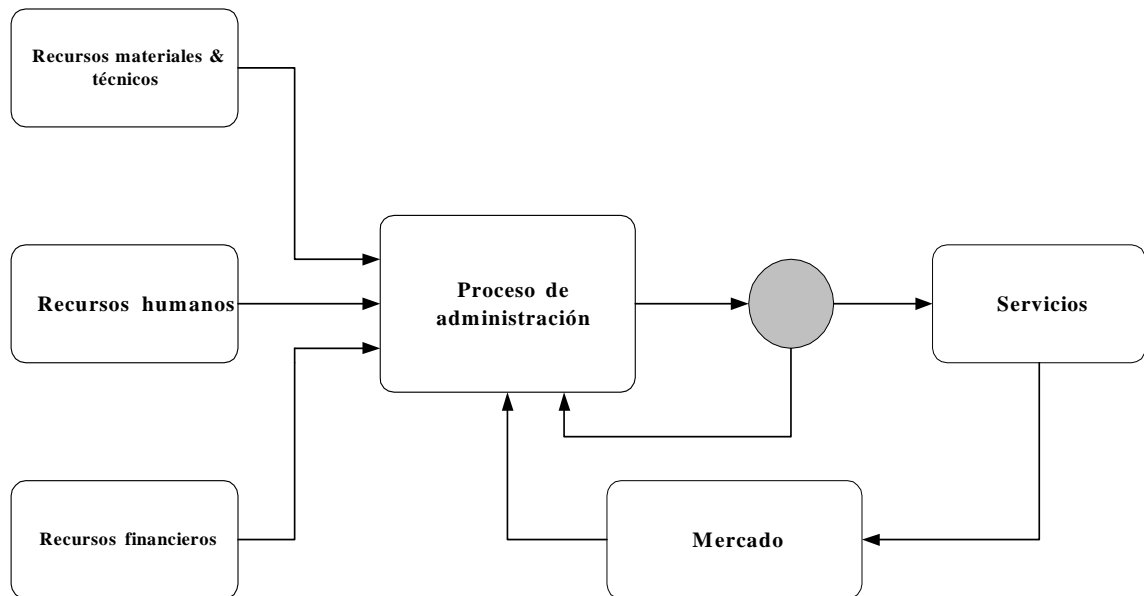 Recursos materiales &
técnicos
Recursos humanos
Proceso de
administración
Servicios
Recursos financieros
Mercado